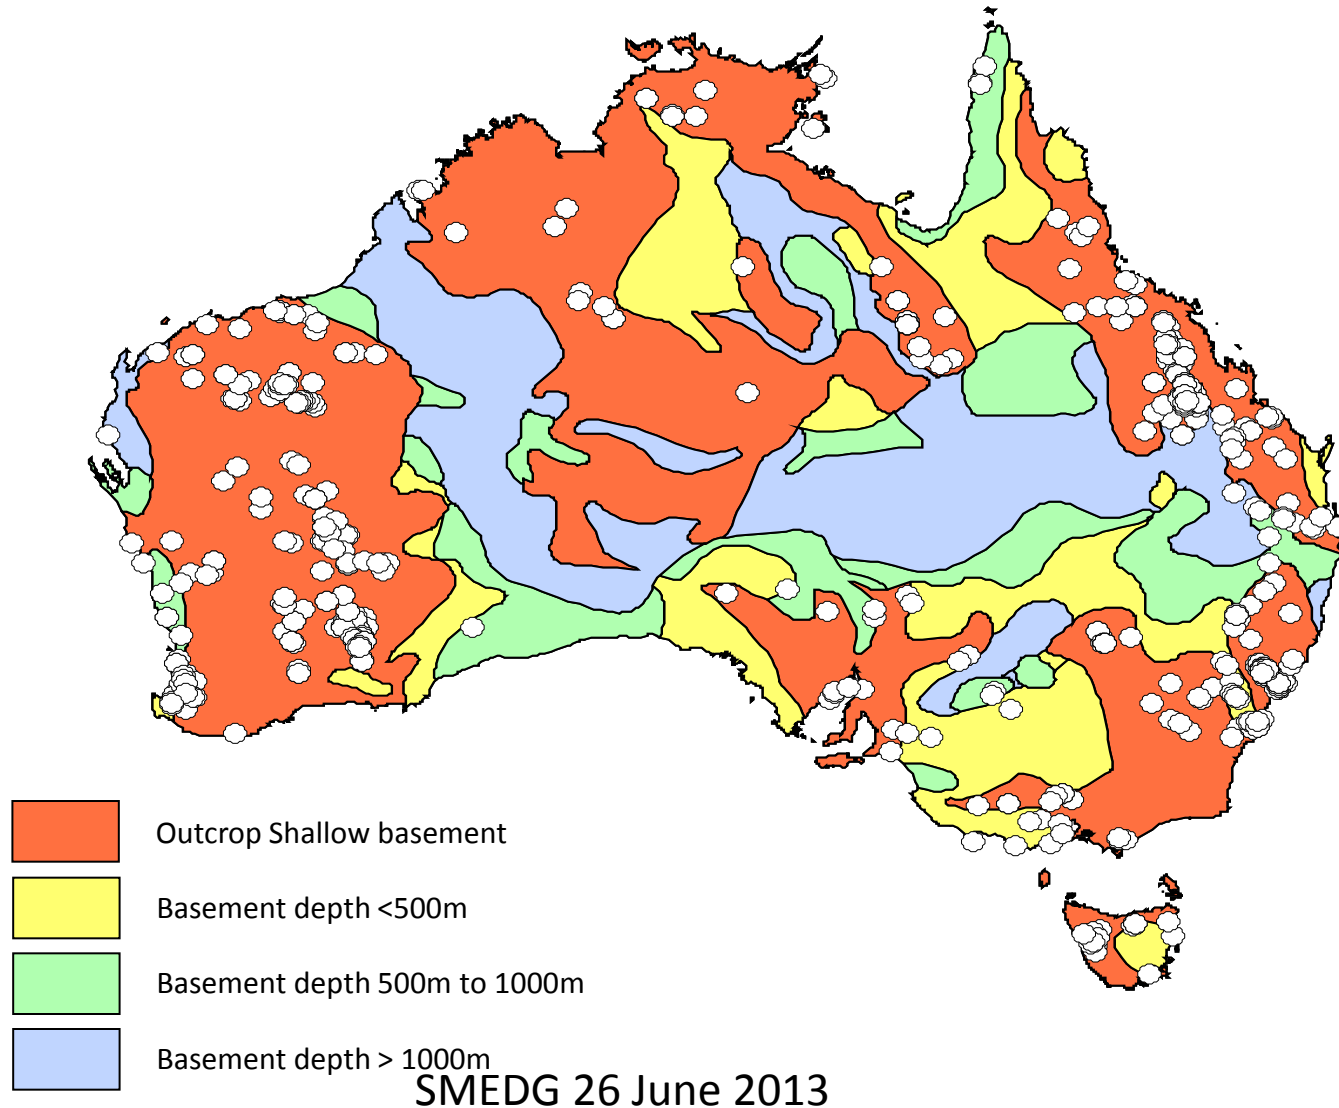 Outcrop Shallow basement
Basement depth <500m
Basement depth 500m to 1000m
Basement depth > 1000m
SMEDG 26 June 2013